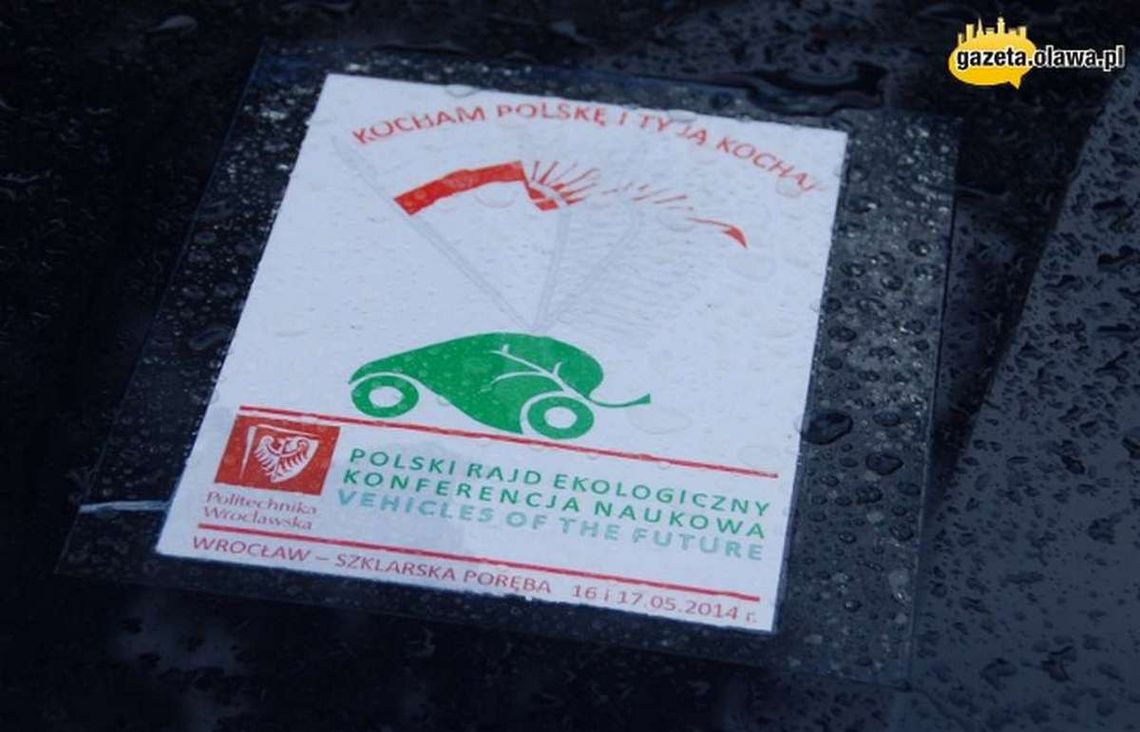 gazeta.olawa.pl
KOCHAM POLSKĘ I TY JĄ KOCHAJ
Politechnika
Wrocławska
POLSKI RAJD EKOLOGICZNY
KONFERENCJA NAUKOWA
VEHICLES OF THE FUTURE
WROCŁAW – SZKLARSKA PORĘBA 16 i 17.05.2014 r.